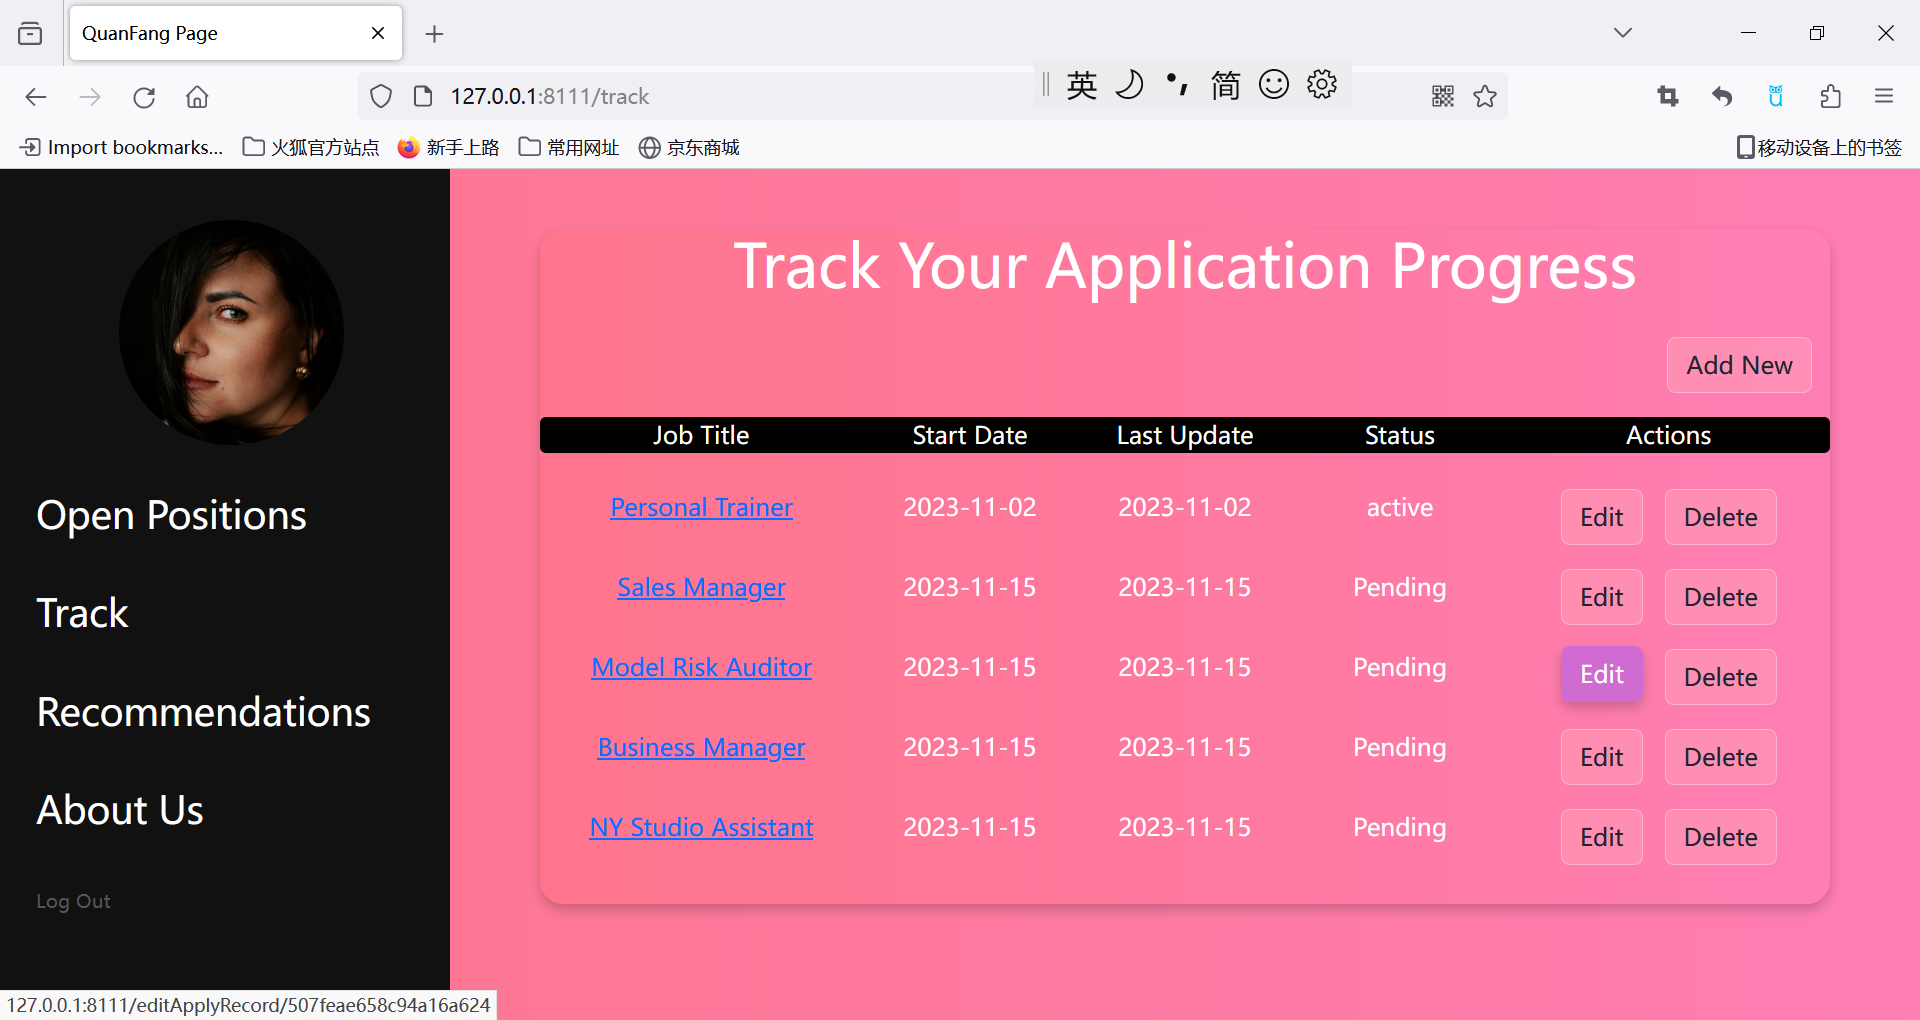 QuanFang Page
127.0.0.1:8111/track
英 简
Import bookmarks... 火狐官方站点 新手上路 常用网址 京东商城 移动设备上的书签
Track Your Application Progress
Add New
Job Title Start Date Last Update Status Actions
Personal Trainer 2023-11-02 2023-11-02 active Edit Delete
Sales Manager 2023-11-15 2023-11-15 Pending Edit Delete
Model Risk Auditor 2023-11-15 2023-11-15 Pending Edit Delete
Business Manager 2023-11-15 2023-11-15 Pending Edit Delete
NY Studio Assistant 2023-11-15 2023-11-15 Pending Edit Delete
Open Positions
Track
Recommendations
About Us
Log Out
127.0.0.1:8111/editApplyRecord/507feae658c94a16a624